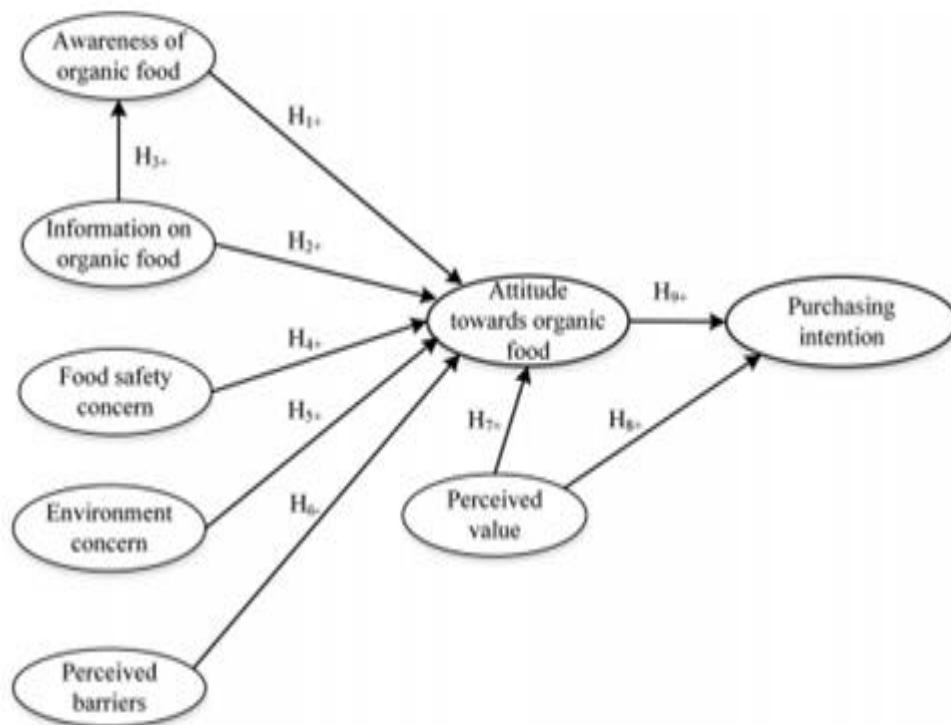 Awareness of
organic food
H₁₊
H₃₊
Information on
organic food
H₂₊
Attitude
towards organic
food
H₉₊
Purchasing
intention
H₄₊
Food safety
concern
H₅₊
H₇₊
H₈₊
Environment
concern
H₆₋
Perceived
value
Perceived
barriers